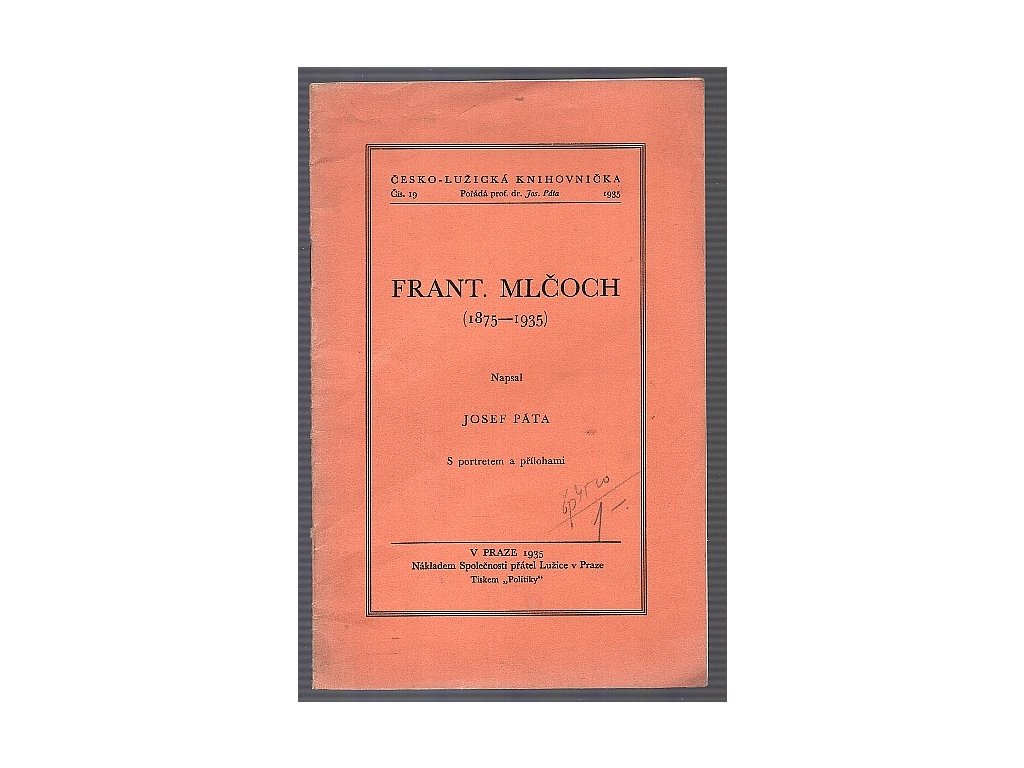 ČESKO-LUŽICKÁ KNIHOVNIČKA
Čís. 19 Pořádá prof. dr. Jos. Páta 1935
FRANT. MLČOCH
(1875—1935)
Napsal
JOSEF PÁTA
S portretem a přílohami
1 –.
V PRAZE 1935
Nákladem Společnosti přátel Lužice v Praze
Tiskem „Politiky“